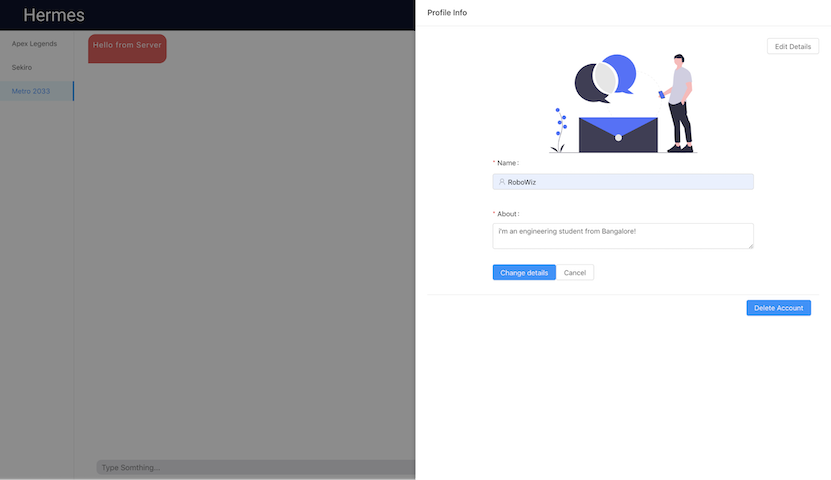 Hermes
Apex Legends
Sekiro
Metro 2033
Hello from Server
Type Somthing...
Profile Info
Edit Details
* Name:
RoboWiz
* About:
i'm an engineering student from Bangalore!
Change details
Cancel
Delete Account